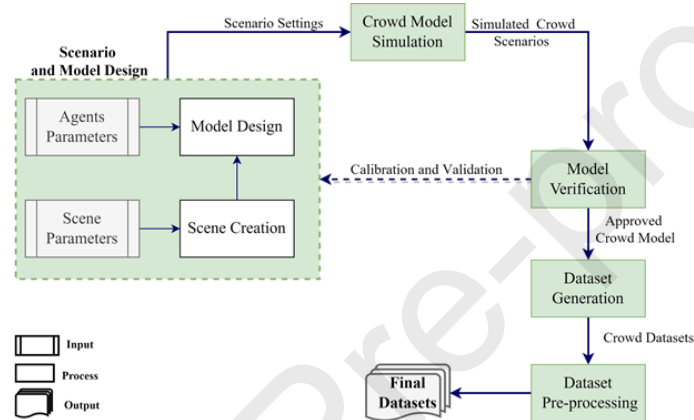 Scenario
and Model Design
Scenario Settings
Crowd Model
Simulation
Simulated Crowd
Scenarios
Agents
Parameters
Model Design
Scene
Parameters
Scene Creation
Calibration and Validation
Model
Verification
Approved
Crowd Model
Dataset
Generation
Crowd Datasets
Dataset
Pre-processing
Final
Datasets
Input
Process
Output
Pre-pro